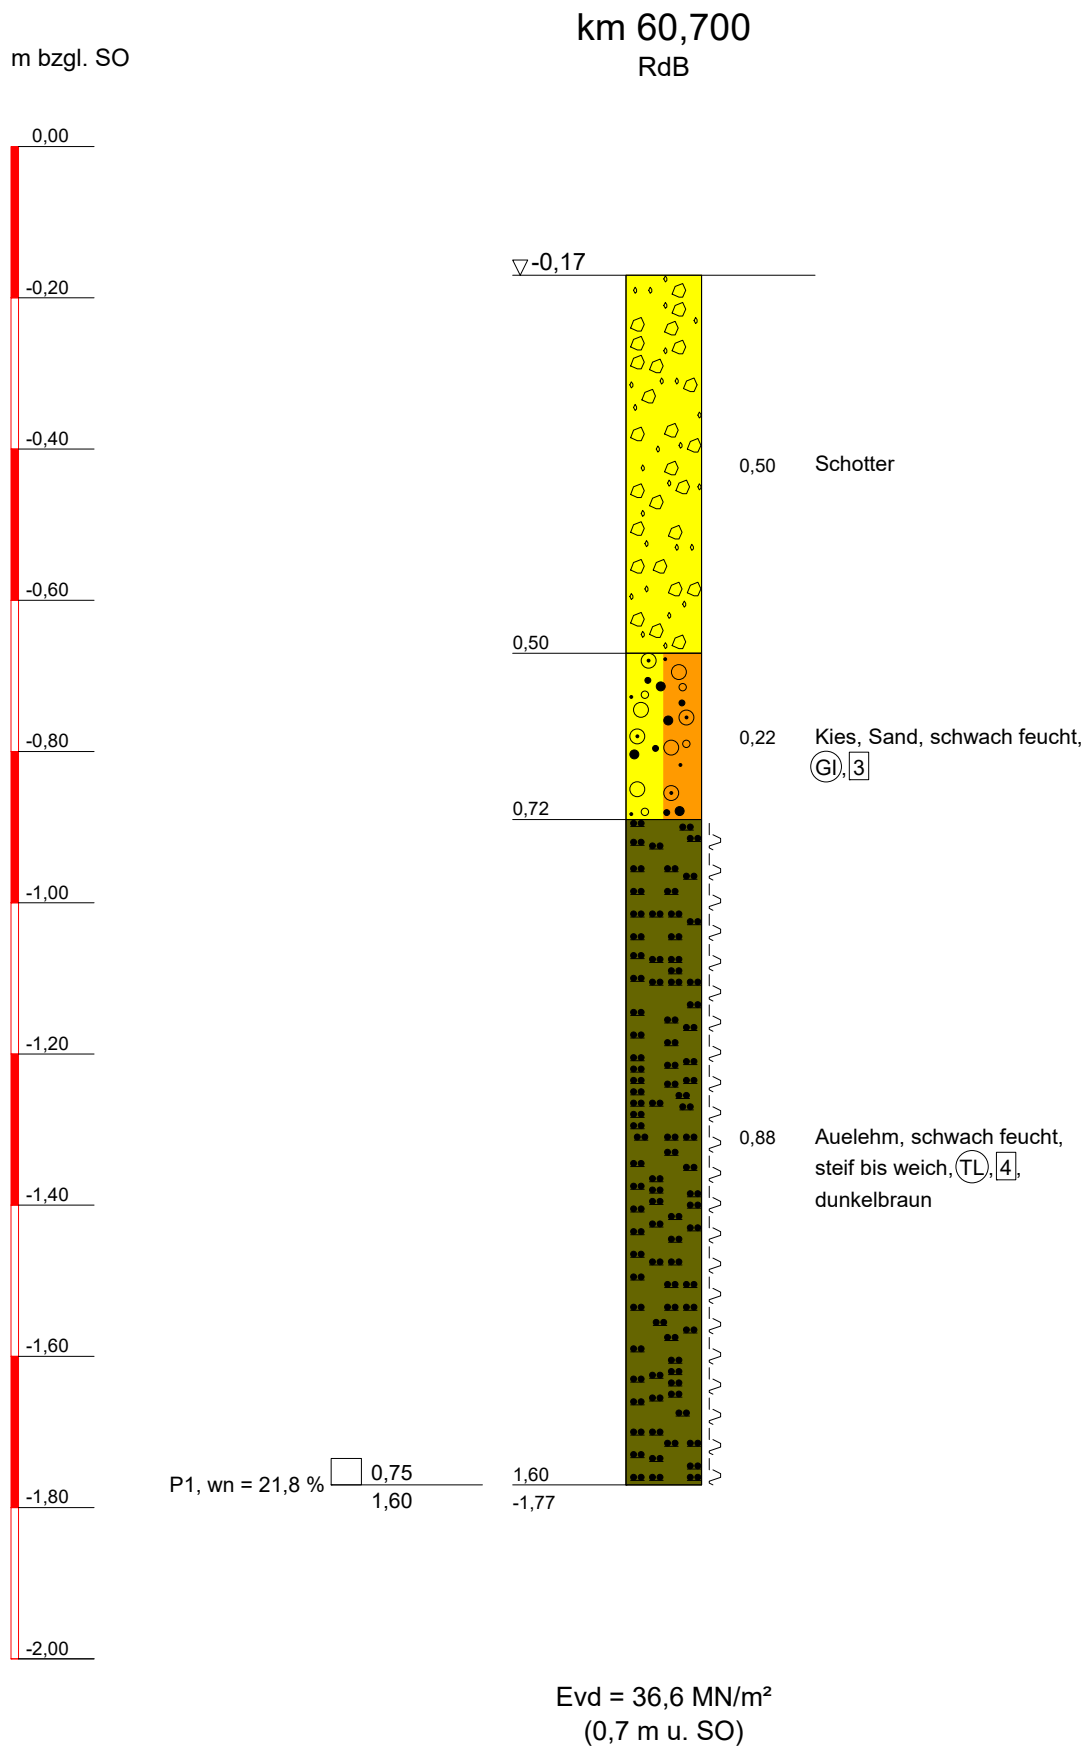 km 60,700
RdB
m bzgl. SO
0,00
-0,17
-0,20
-0,40
0,50 Schotter
-0,60
0,50
-0,80
0,22 Kies, Sand, schwach feucht,
GI, 3
0,72
-1,00
-1,20
0,88 Auelehm, schwach feucht,
steif bis weich, TL, 4,
dunkelbraun
-1,40
-1,60
P1, wn = 21,8 % 0,75
1,60
1,60
-1,77
-1,80
-2,00
Evd = 36,6 MN/m²
(0,7 m u. SO)